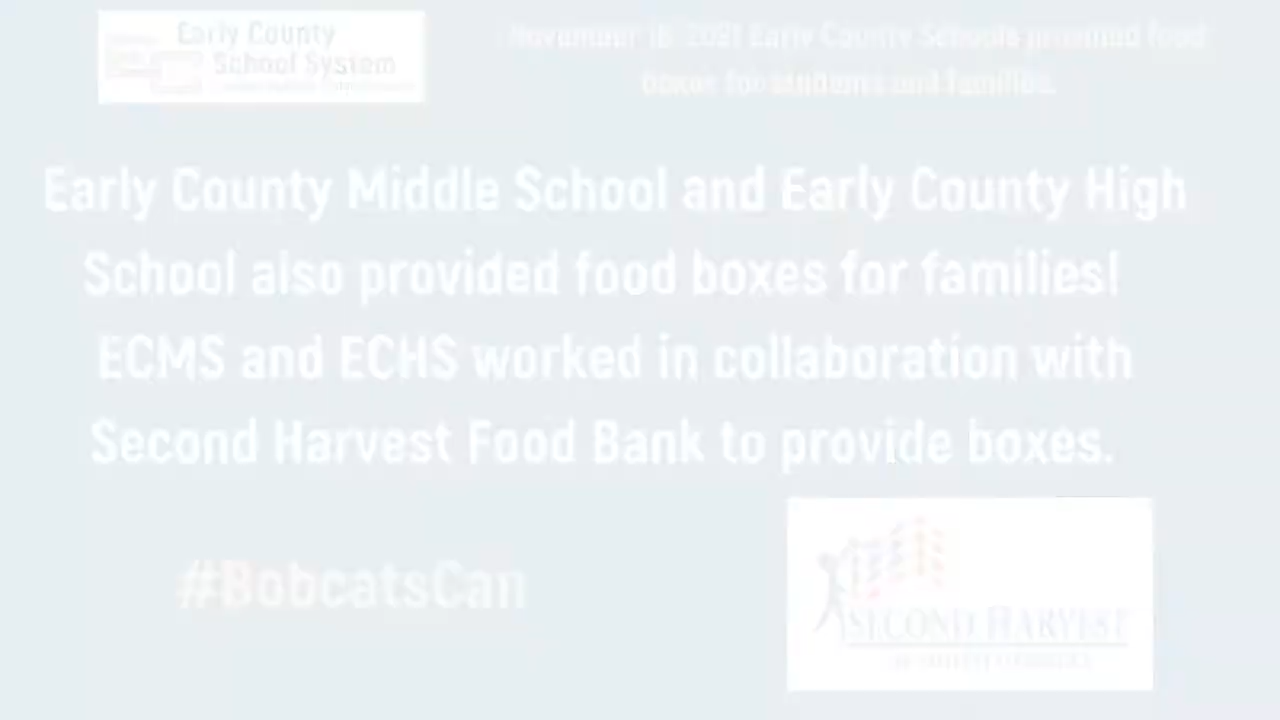 Early County
School System
November 18, 2021 Early County Schools provided food
boxes for students and families.
Early County Middle School and Early County High
School also provided food boxes for families!
ECMS and ECHS worked in collaboration with
Second Harvest Food Bank to provide boxes.
#BobcatsCan
SECOND HARVEST